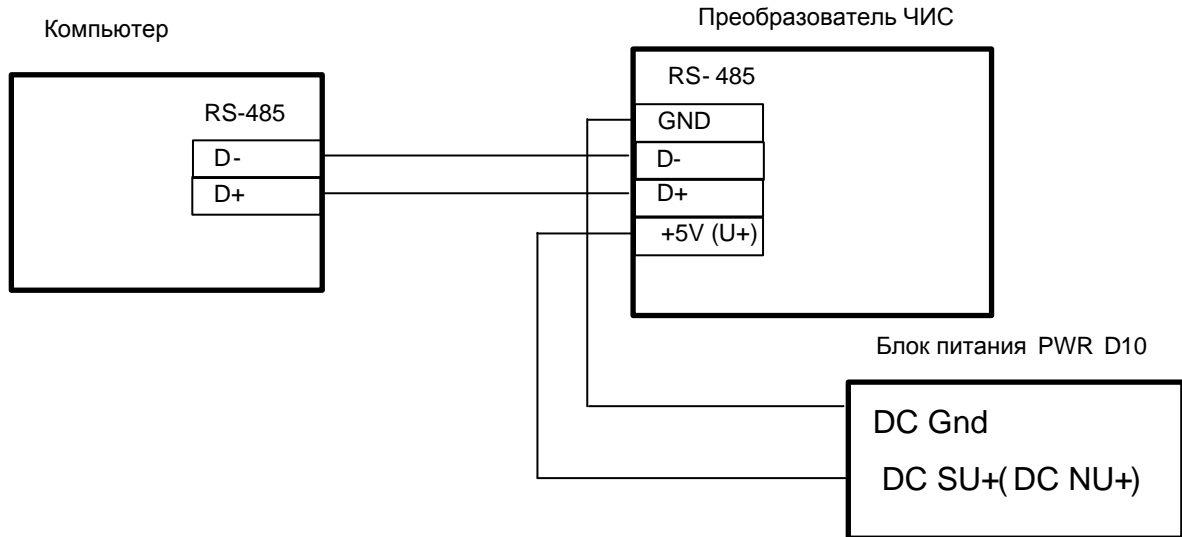 Компьютер
Преобразователь ЧИС
RS-485
D-
D+
RS- 485
GND
D-
D+
+5V (U+)
Блок питания PWR D10
DC Gnd
DC SU+( DC NU+)